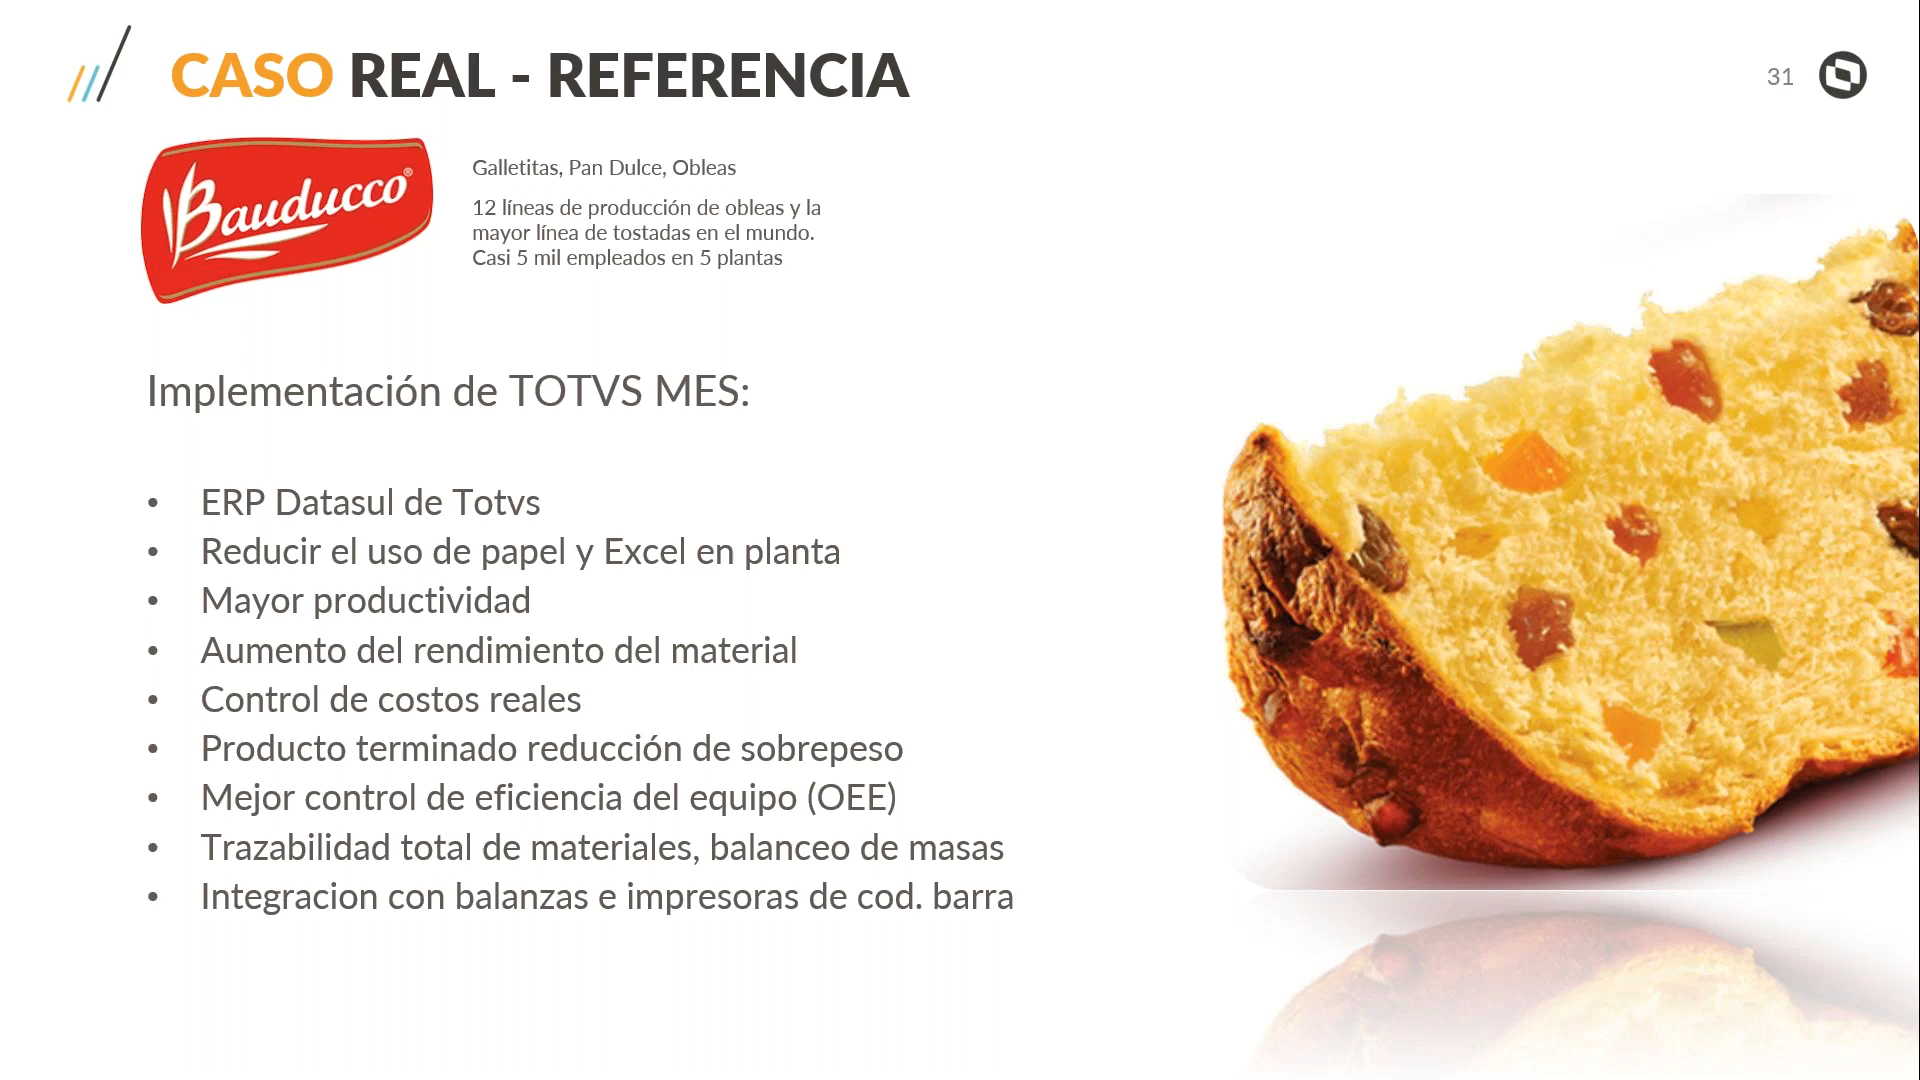 CASO REAL - REFERENCIA
31
Bauducco®
Galletitas, Pan Dulce, Obleas
12 líneas de producción de obleas y la
mayor línea de tostadas en el mundo.
Casi 5 mil empleados en 5 plantas
Implementación de TOTVS MES:
• ERP Datasul de Totvs
• Reducir el uso de papel y Excel en planta
• Mayor productividad
• Aumento del rendimiento del material
• Control de costos reales
• Producto terminado reducción de sobrepeso
• Mejor control de eficiencia del equipo (OEE)
• Trazabilidad total de materiales, balanceo de masas
• Integracion con balanzas e impresoras de cod. barra